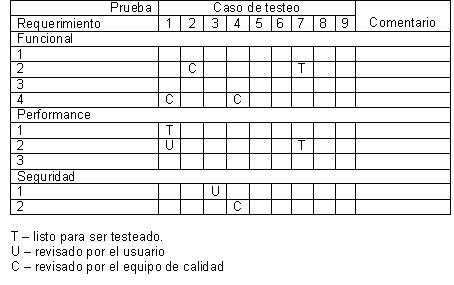 Prueba Caso de testeo
Requerimiento 1 2 3 4 5 6 7 8 9 Comentario
Funcional
1
2 C T
3
4 C C
Performance
1 T
2 U T
3
Seguridad
1 U
2 C
T – listo para ser testeado.
U – revisado por el usuario
C – revisado por el equipo de calidad